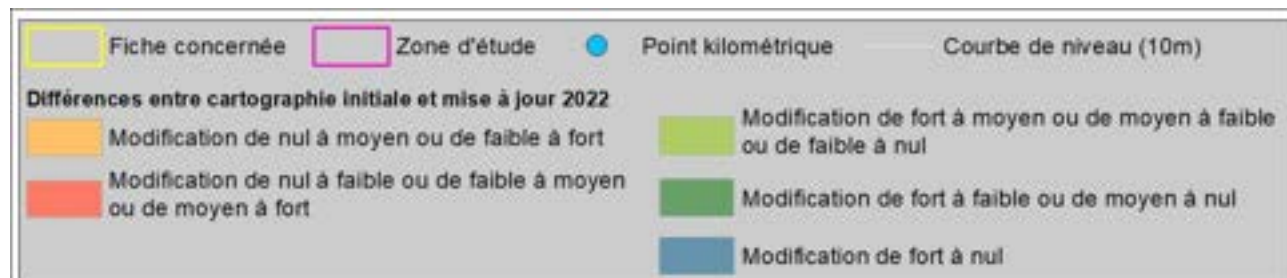 Fiche concernée Zone d'étude Point kilométrique Courbe de niveau (10m)
Différences entre cartographie initiale et mise à jour 2022
Modification de nul à moyen ou de faible à fort
Modification de nul à faible ou de faible à moyen
ou de moyen à fort
Modification de fort à moyen ou de moyen à faible
ou de faible à nul
Modification de fort à faible ou de moyen à nul
Modification de fort à nul